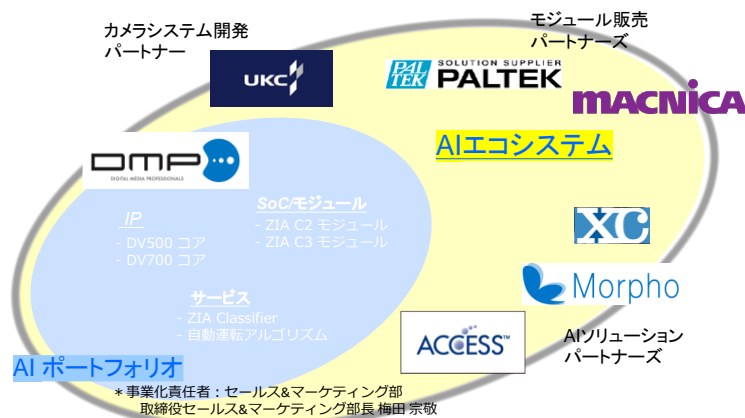 カメラシステム開発
パートナー
モジュール販売
パートナーズ
UKC
PALTEK
SOLUTION SUPPLIER
PALTEK
MACNICA
AIエコシステム
DMP
DIGITAL MEDIA PROFESSIONALS
IP
- DV500 コア
- DV700 コア
SoC/モジュール
- ZIA C2 モジュール
- ZIA C3 モジュール
サービス
- ZIA Classifier
- 自動運転アルゴリズム
XC
Morpho
ACCESS™
AIソリューション
パートナーズ
AI ポートフォリオ
＊事業化責任者：セールス&マーケティング部
取締役セールス&マーケティング部長 梅田 宗敬